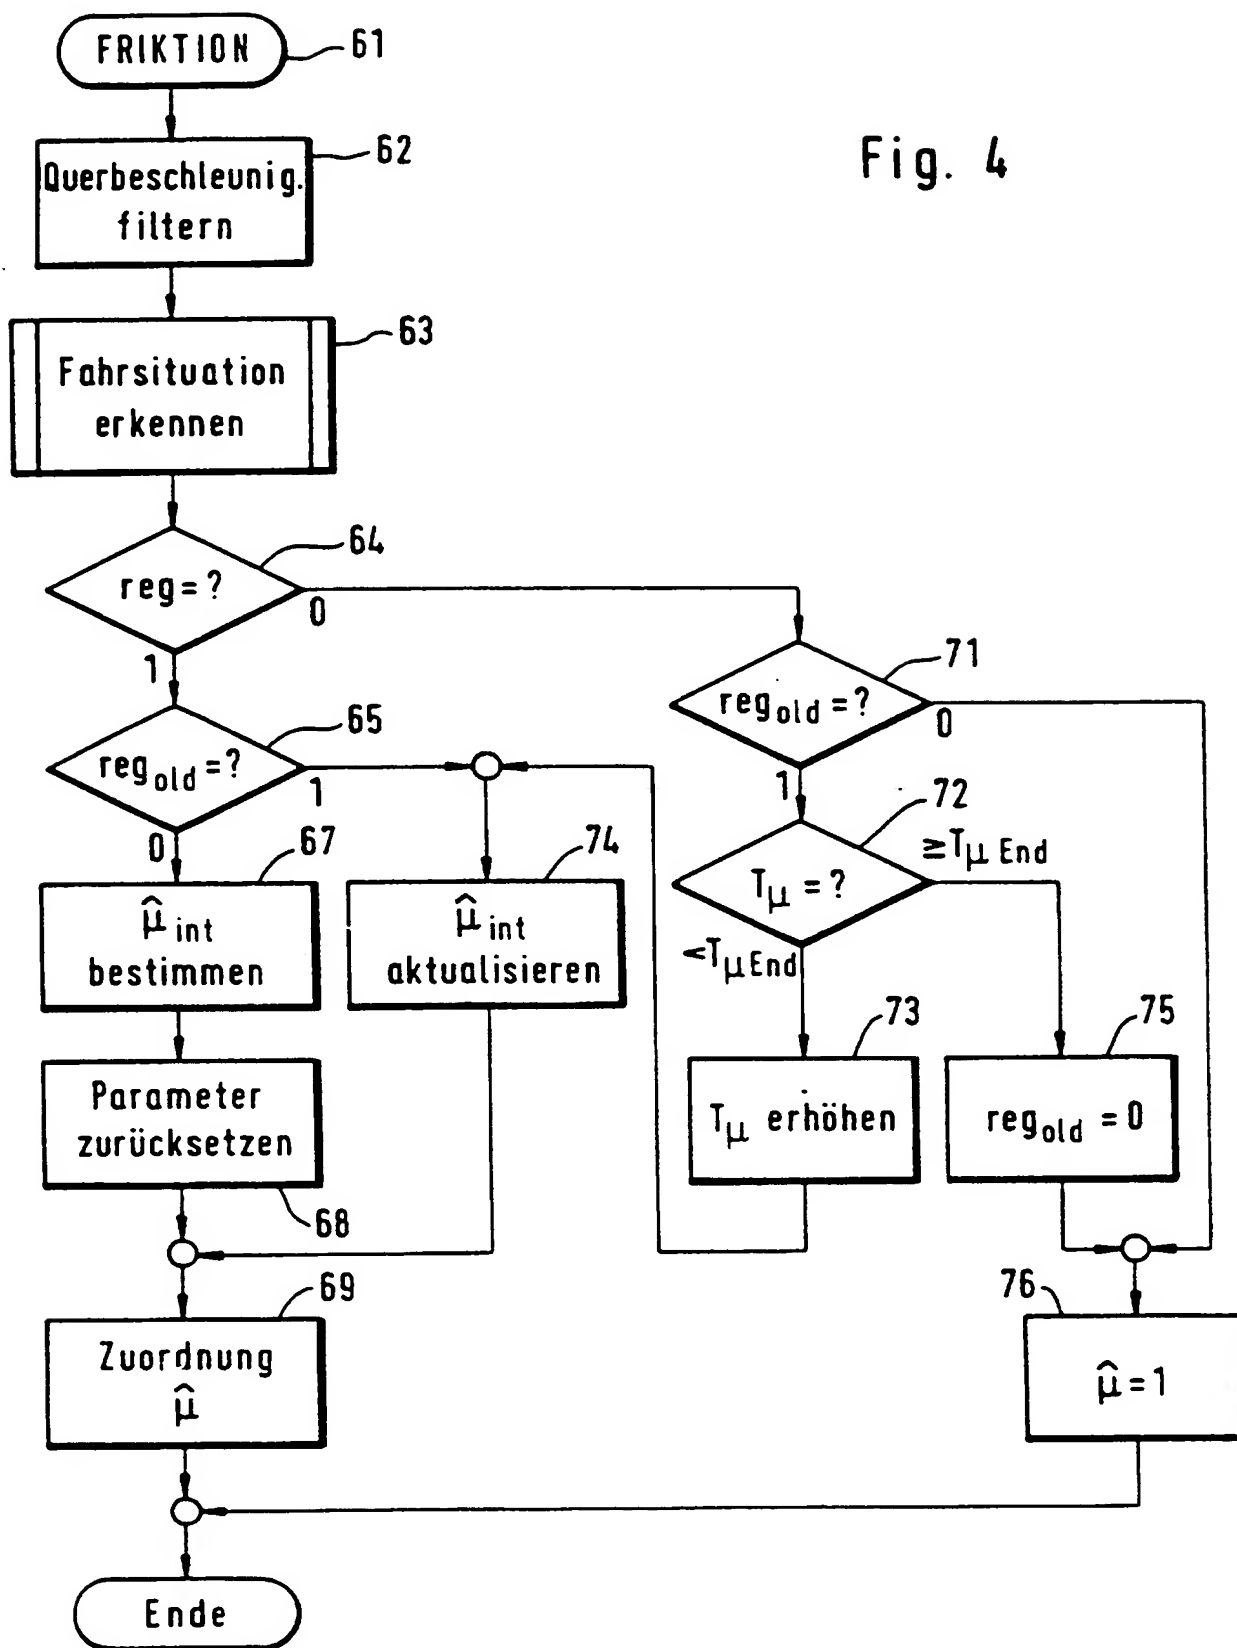 FRIKTION
61
Fig. 4
62
Querbeschleunig.
filtern
63
Fahrsituation
erkennen
64
reg = ?
0
1
71
reg_old = ?
0
1
65
reg_old = ?
1
0
72
T_μ = ?
≥T_μ End
<T_μ End
67
μ̂_int
bestimmen
74
μ̂_int
aktualisieren
73
T_μ erhöhen
75
reg_old = 0
Parameter
zurücksetzen
68
69
Zuordnung
μ̂
76
μ̂ = 1
Ende